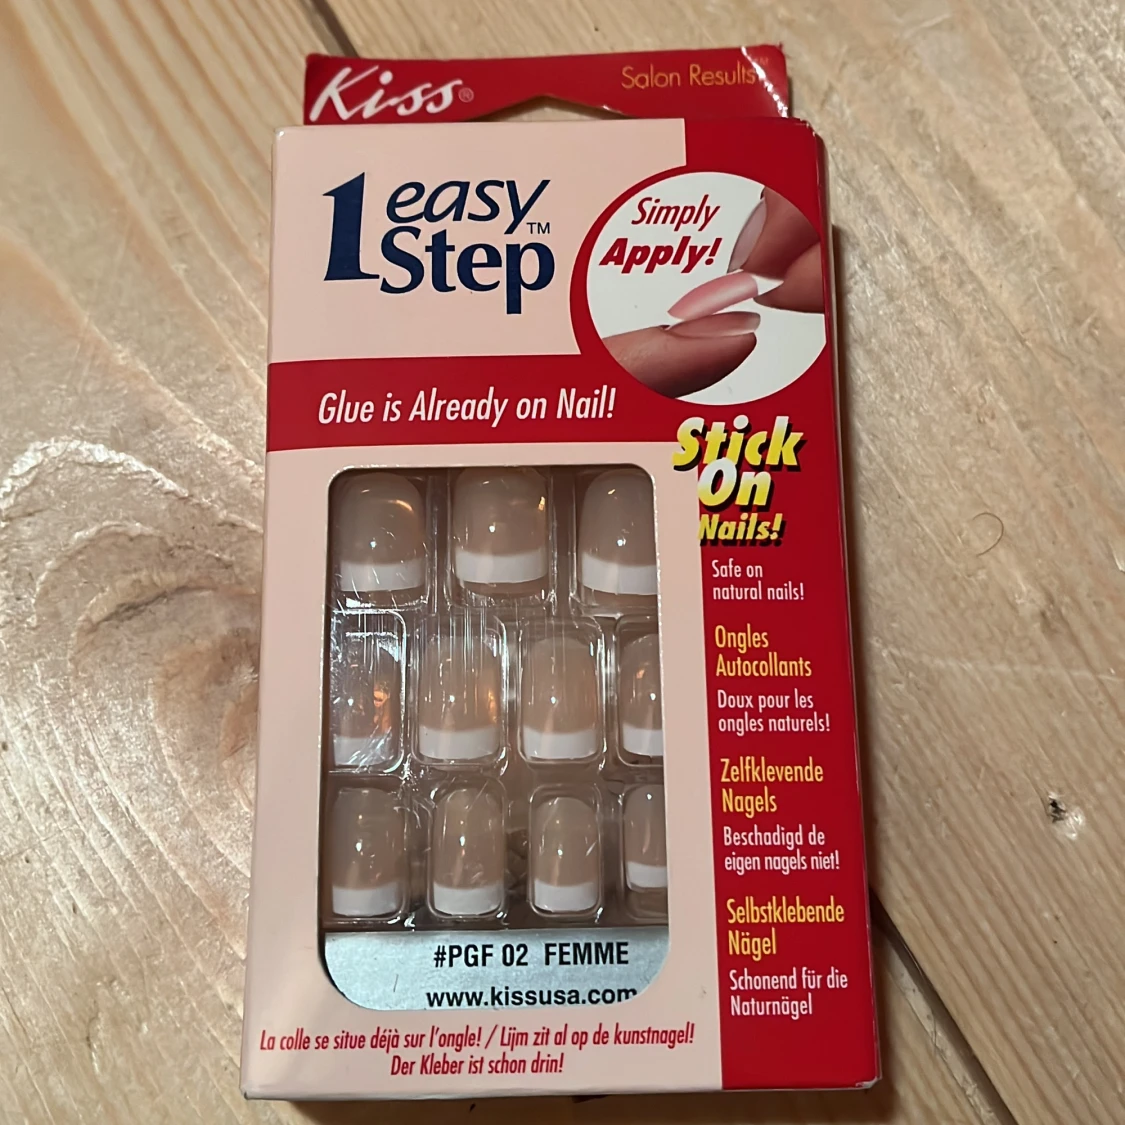 Kiss®
Salon Results™
1 easy
Step™
Simply
Apply!
Glue is Already on Nail!
Stick
On
Nails!
Safe on
natural nails!
Ongles
Autocollants
Doux pour les
ongles naturels!
Zelfklevende
Nagels
Beschadigd de
eigen nagels niet!
Selbstklebende
Nägel
Schonend für die
Naturnägel
#PGF 02 FEMME
www.kissusa.com
La colle se situe déjà sur l'ongle! / Lijm zit al op de kunstnagel!
Der Kleber ist schon drin!